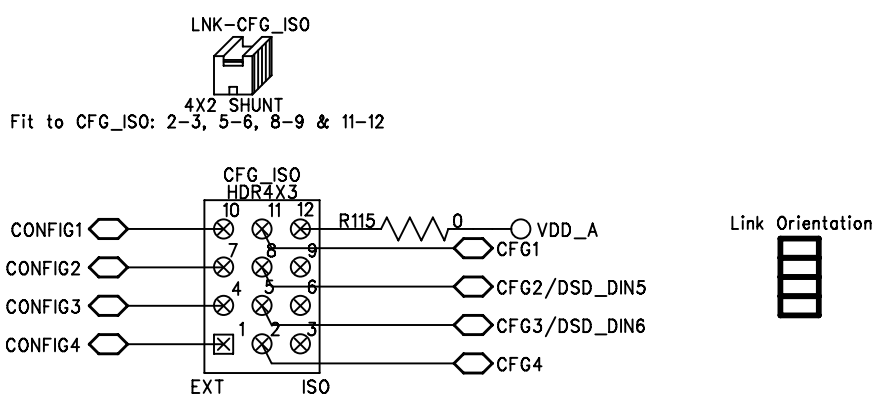 LNK-CFG_ISO
4X2 SHUNT
Fit to CFG_ISO: 2-3, 5-6, 8-9 & 11-12
CFG_ISO
HDR4X3
10 11 12
CONFIG1 R115 0 VDD_A
CFG1
7 8 9
CONFIG2
CFG2/DSD_DIN5
4 5 6
CONFIG3
CFG3/DSD_DIN6
1 2 3
CONFIG4
CFG4
EXT ISO
Link Orientation